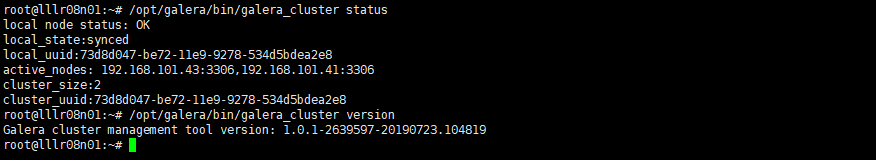 root@lllr08n01:~# /opt/galera/bin/galera_cluster status
local node status: OK
local_state:synced
local_uuid:73d8d047-be72-11e9-9278-534d5bdea2e8
active_nodes: 192.168.101.43:3306,192.168.101.41:3306
cluster_size:2
cluster_uuid:73d8d047-be72-11e9-9278-534d5bdea2e8
root@lllr08n01:~# /opt/galera/bin/galera_cluster version
Galera cluster management tool version: 1.0.1-2639597-20190723.104819
root@lllr08n01:~#